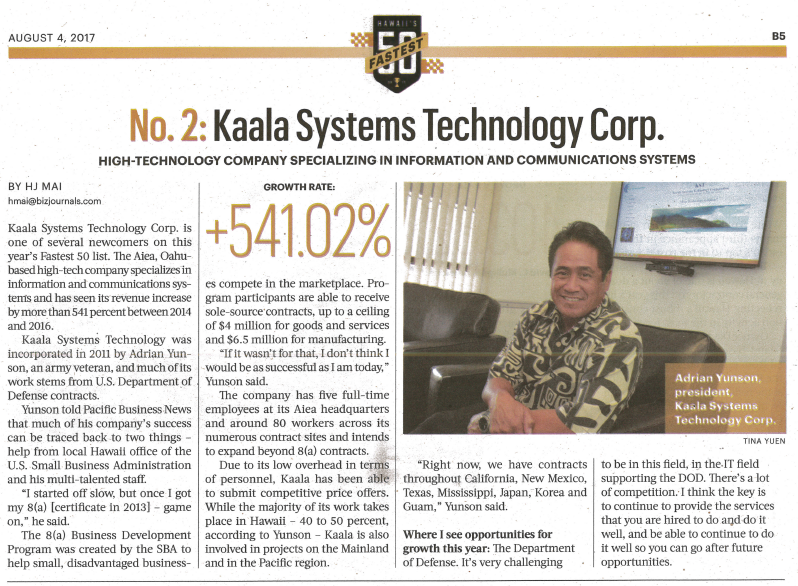 AUGUST 4, 2017
HAWAII'S
50
FASTEST
B5
No. 2: Kaala Systems Technology Corp.
HIGH-TECHNOLOGY COMPANY SPECIALIZING IN INFORMATION AND COMMUNICATIONS SYSTEMS
BY HJ MAI
hmai@bizjournals.com
Kaala Systems Technology Corp. is
one of several newcomers on this
year's Fastest 50 list. The Aiea, Oahu-
based high-tech company specializes in
information and communications sys-
tems and has seen its revenue increase
by more than 541 percent between 2014
and 2016.
Kaala Systems Technology was
incorporated in 2011 by Adrian Yun-
son, an army veteran, and much of its
work stems from U.S. Department of
Defense contracts.
Yunson told Pacific Business News
that much of his company's success
can be traced back to two things –
help from local Hawaii office of the
U.S. Small Business Administration
and his multi-talented staff.
"I started off slow, but once I got
my 8(a) [certificate in 2013] – game
on," he said.
The 8(a) Business Development
Program was created by the SBA to
help small, disadvantaged business-
GROWTH RATE:
+541.02%
es compete in the marketplace. Pro-
gram participants are able to receive
sole-source contracts, up to a ceiling
of $4 million for goods and services
and $6.5 million for manufacturing.
"If it wasn't for that, I don't think I
would be as successful as I am today,"
Yunson said.
The company has five full-time
employees at its Aiea headquarters
and around 80 workers across its
numerous contract sites and intends
to expand beyond 8(a) contracts.
Due to its low overhead in terms
of personnel, Kaala has been able
to submit competitive price offers.
While the majority of its work takes
place in Hawaii – 40 to 50 percent,
according to Yunson – Kaala is also
involved in projects on the Mainland
and in the Pacific region.
Adrian Yunson,
president,
Kaala Systems
Technology Corp.
TINA YUEN
"Right now, we have contracts
throughout California, New Mexico,
Texas, Mississippi, Japan, Korea and
Guam," Yunson said.
Where I see opportunities for
growth this year: The Department
of Defense. It's very challenging
to be in this field, in the IT field
supporting the DOD. There's a lot
of competition. I think the key is
to continue to provide the services
that you are hired to do and do it
well, and be able to continue to do
it well so you can go after future
opportunities.